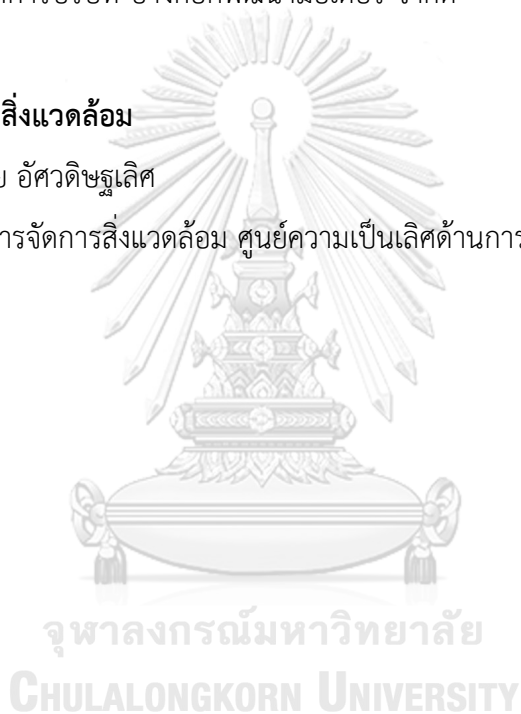 สิ่งแวดล้อม
อัศวดิษฐเลิศ
ารจัดการสิ่งแวดล้อม ศูนย์ความเป็นเลิศด้านการ
จุฬาลงกรณ์มหาวิทยาลัย
CHULALONGKORN UNIVERSITY